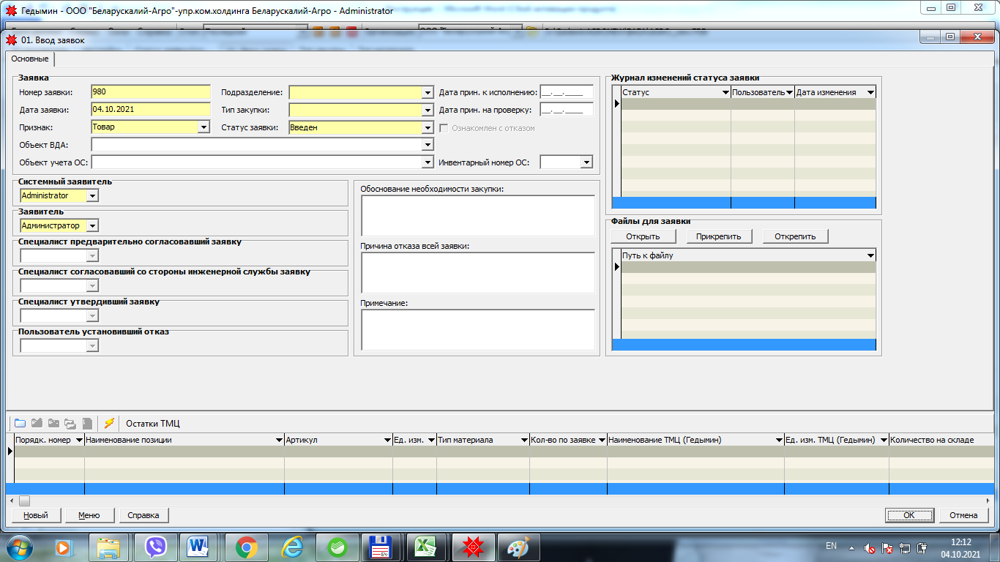 Гедымин - ООО "Беларускалий-Агро"-упр.ком.холдинга Беларускалий-Агро - Administrator
01. Ввод заявок
Основные
Заявка
Номер заявки: 980 Подразделение: Дата прин. к исполнению: __.__.____
Дата заявки: 04.10.2021 Тип закупки: Дата прин. на проверку: __.__.____
Признак: Товар Статус заявки: Введен Ознакомлен с отказом
Объект ВДА:
Объект учета ОС: Инвентарный номер ОС:
Журнал изменений статуса заявки
Статус Пользователь Дата изменения
Системный заявитель
Administrator
Заявитель
Администратор
Специалист предварительно согласовавший заявку
Специалист согласовавший со стороны инженерной службы заявку
Специалист утвердивший заявку
Пользователь установивший отказ
Обоснование необходимости закупки:
Причина отказа всей заявки:
Примечание:
Файлы для заявки
Открыть Прикрепить Открепить
Путь к файлу
Остатки ТМЦ
Порядк. номер Наименование позиции Артикул Ед. изм. Тип материала Кол-во по заявке Наименование ТМЦ (Гедымин) Ед. изм. ТМЦ (Гедымин) Количество на складе
Новый Меню Справка OK Отмена
EN 12:12
04.10.2021